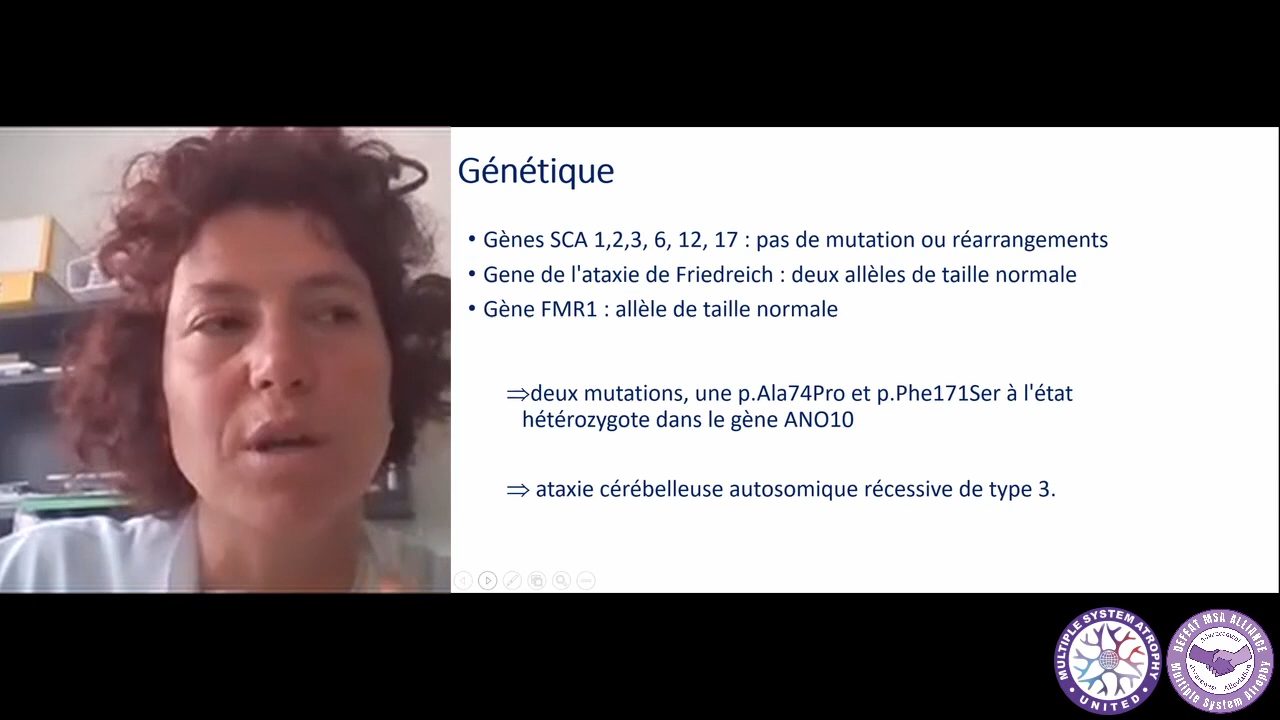 Génétique
• Gènes SCA 1,2,3, 6, 12, 17 : pas de mutation ou réarrangements
• Gene de l'ataxie de Friedreich : deux allèles de taille normale
• Gène FMR1 : allèle de taille normale
⇒deux mutations, une p.Ala74Pro et p.Phe171Ser à l'état
hétérozygote dans le gène ANO10
⇒ ataxie cérébelleuse autosomique récessive de type 3.
MULTIPLE SYSTEM ATROPHY
• UNITED •
DEFEAT MSA ALLIANCE
Multiple System Atrophy